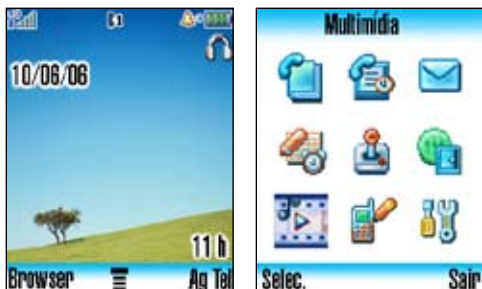 10/06/06
11 h
Browser Ag Tel
Multimídia
Selec. Sair